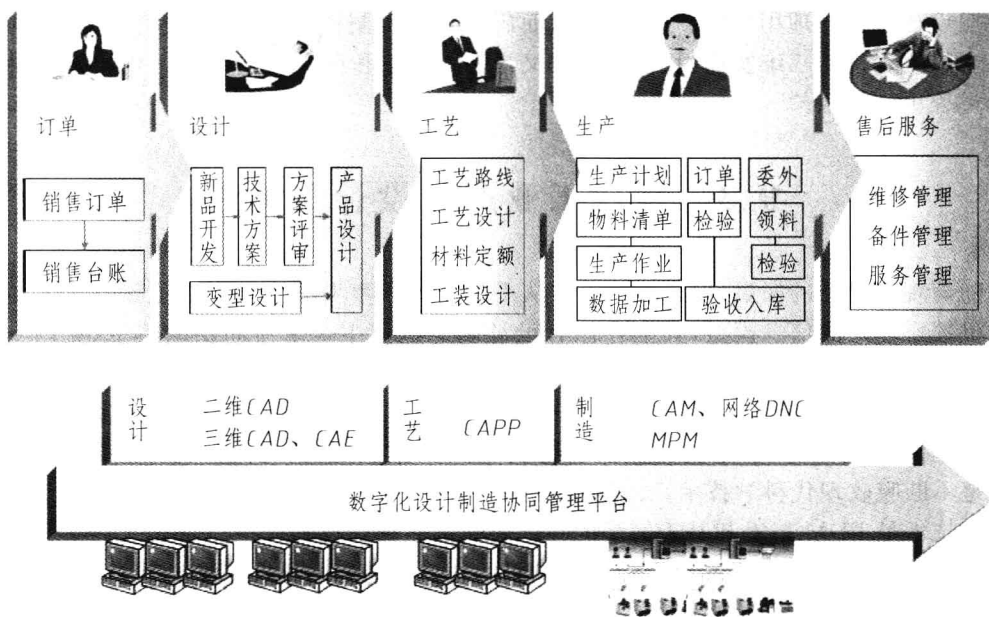 订单
销售订单
销售台账
设计
新品开发
技术方案
方案评审
产品设计
变型设计
工艺
工艺路线
工艺设计
材料定额
工装设计
生产
生产计划
订单
委外
物料清单
检验
领料
生产作业
检验
数据加工
验收入库
售后服务
维修管理
备件管理
服务管理
设计
二维CAD
三维CAD、CAE
工艺
CAPP
制造
CAM、网络DNC
MPM
数字化设计制造协同管理平台